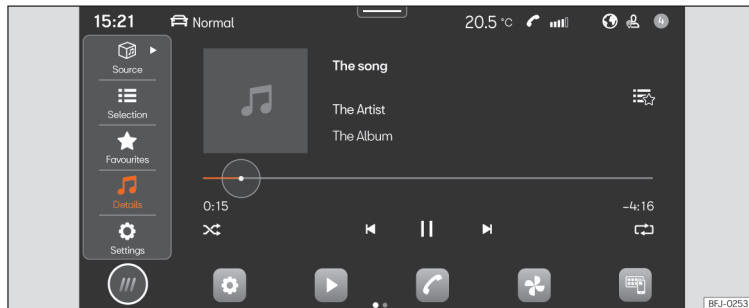 15:21
Normal
20.5 °C
4
Source
Selection
Favourites
Details
Settings
The song
The Artist
The Album
0:15
-4:16
BFJ-0253